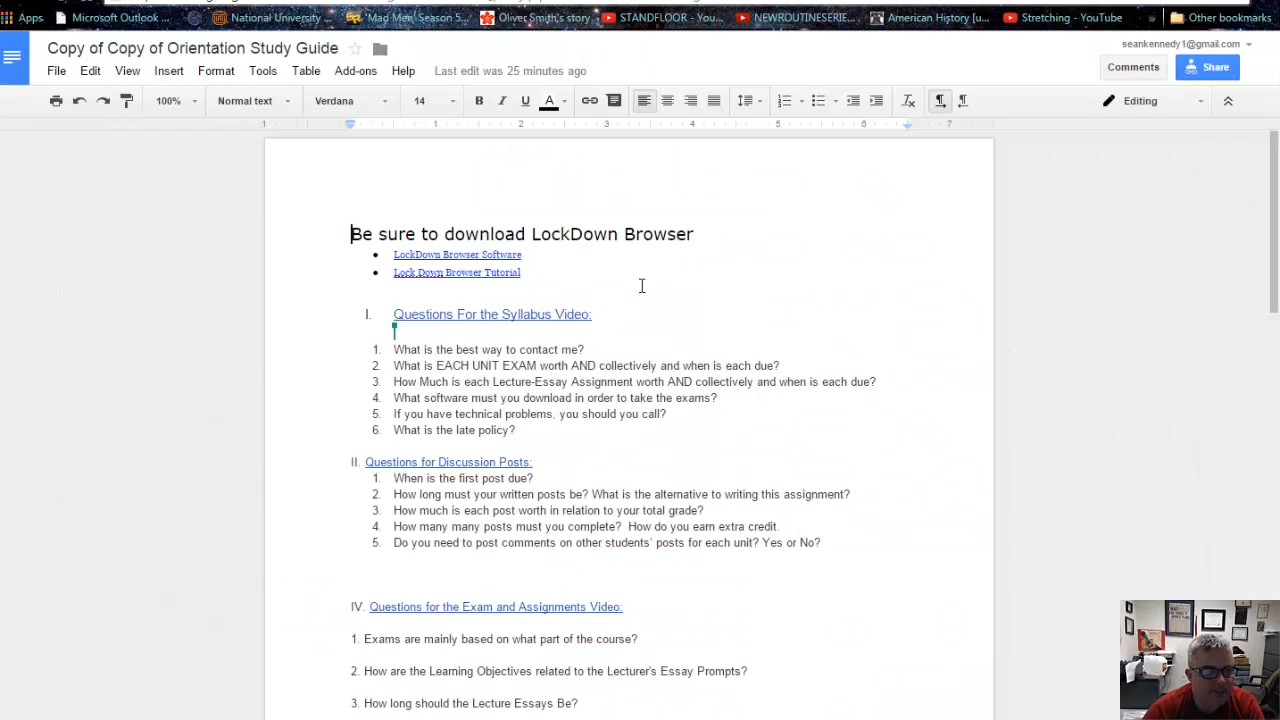 Apps
Microsoft Outlook ...
National University ...
'Mad Men' Season 5...
Oliver Smith's story
STANDFLOOR - You...
NEWROUTINESERIE...
American History [u...
Stretching - YouTube
»
Other bookmarks
Copy of Copy of Orientation Study Guide
seankennedy1@gmail.com
File Edit View Insert Format Tools Table Add-ons Help Last edit was 25 minutes ago
Comments
Share
100% Normal text Verdana 14 B I U A Editing
1 1 2 3 4 5 6 7
Be sure to download LockDown Browser
• LockDown Browser Software
• Lock Down Browser Tutorial
I. Questions For the Syllabus Video:
1. What is the best way to contact me?
2. What is EACH UNIT EXAM worth AND collectively and when is each due?
3. How Much is each Lecture-Essay Assignment worth AND collectively and when is each due?
4. What software must you download in order to take the exams?
5. If you have technical problems, you should you call?
6. What is the late policy?
II. Questions for Discussion Posts:
1. When is the first post due?
2. How long must your written posts be? What is the alternative to writing this assignment?
3. How much is each post worth in relation to your total grade?
4. How many many posts must you complete? How do you earn extra credit.
5. Do you need to post comments on other students' posts for each unit? Yes or No?
IV. Questions for the Exam and Assignments Video:
1. Exams are mainly based on what part of the course?
2. How are the Learning Objectives related to the Lecturer's Essay Prompts?
3. How long should the Lecture Essays Be?